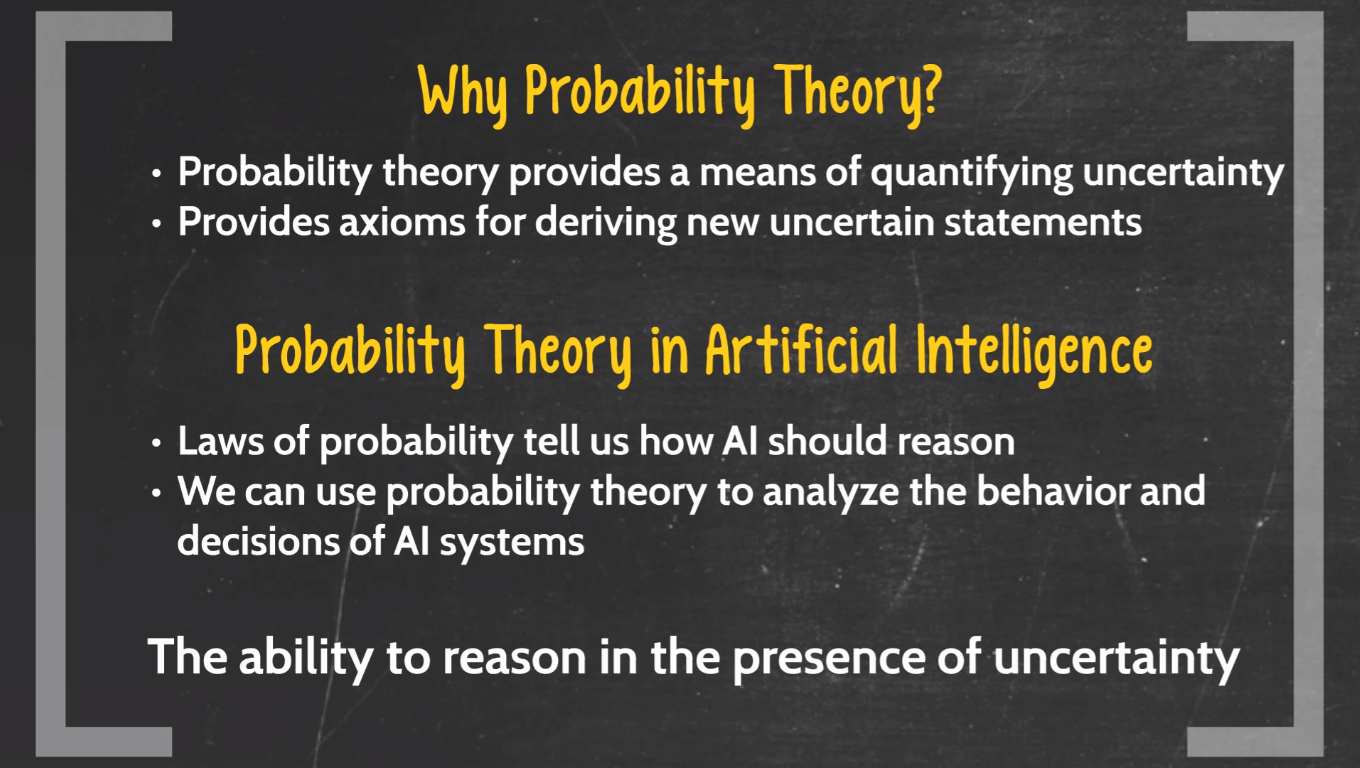 Why Probability Theory?
• Probability theory provides a means of quantifying uncertainty
• Provides axioms for deriving new uncertain statements
Probability Theory in Artificial Intelligence
• Laws of probability tell us how AI should reason
• We can use probability theory to analyze the behavior and
decisions of AI systems
The ability to reason in the presence of uncertainty